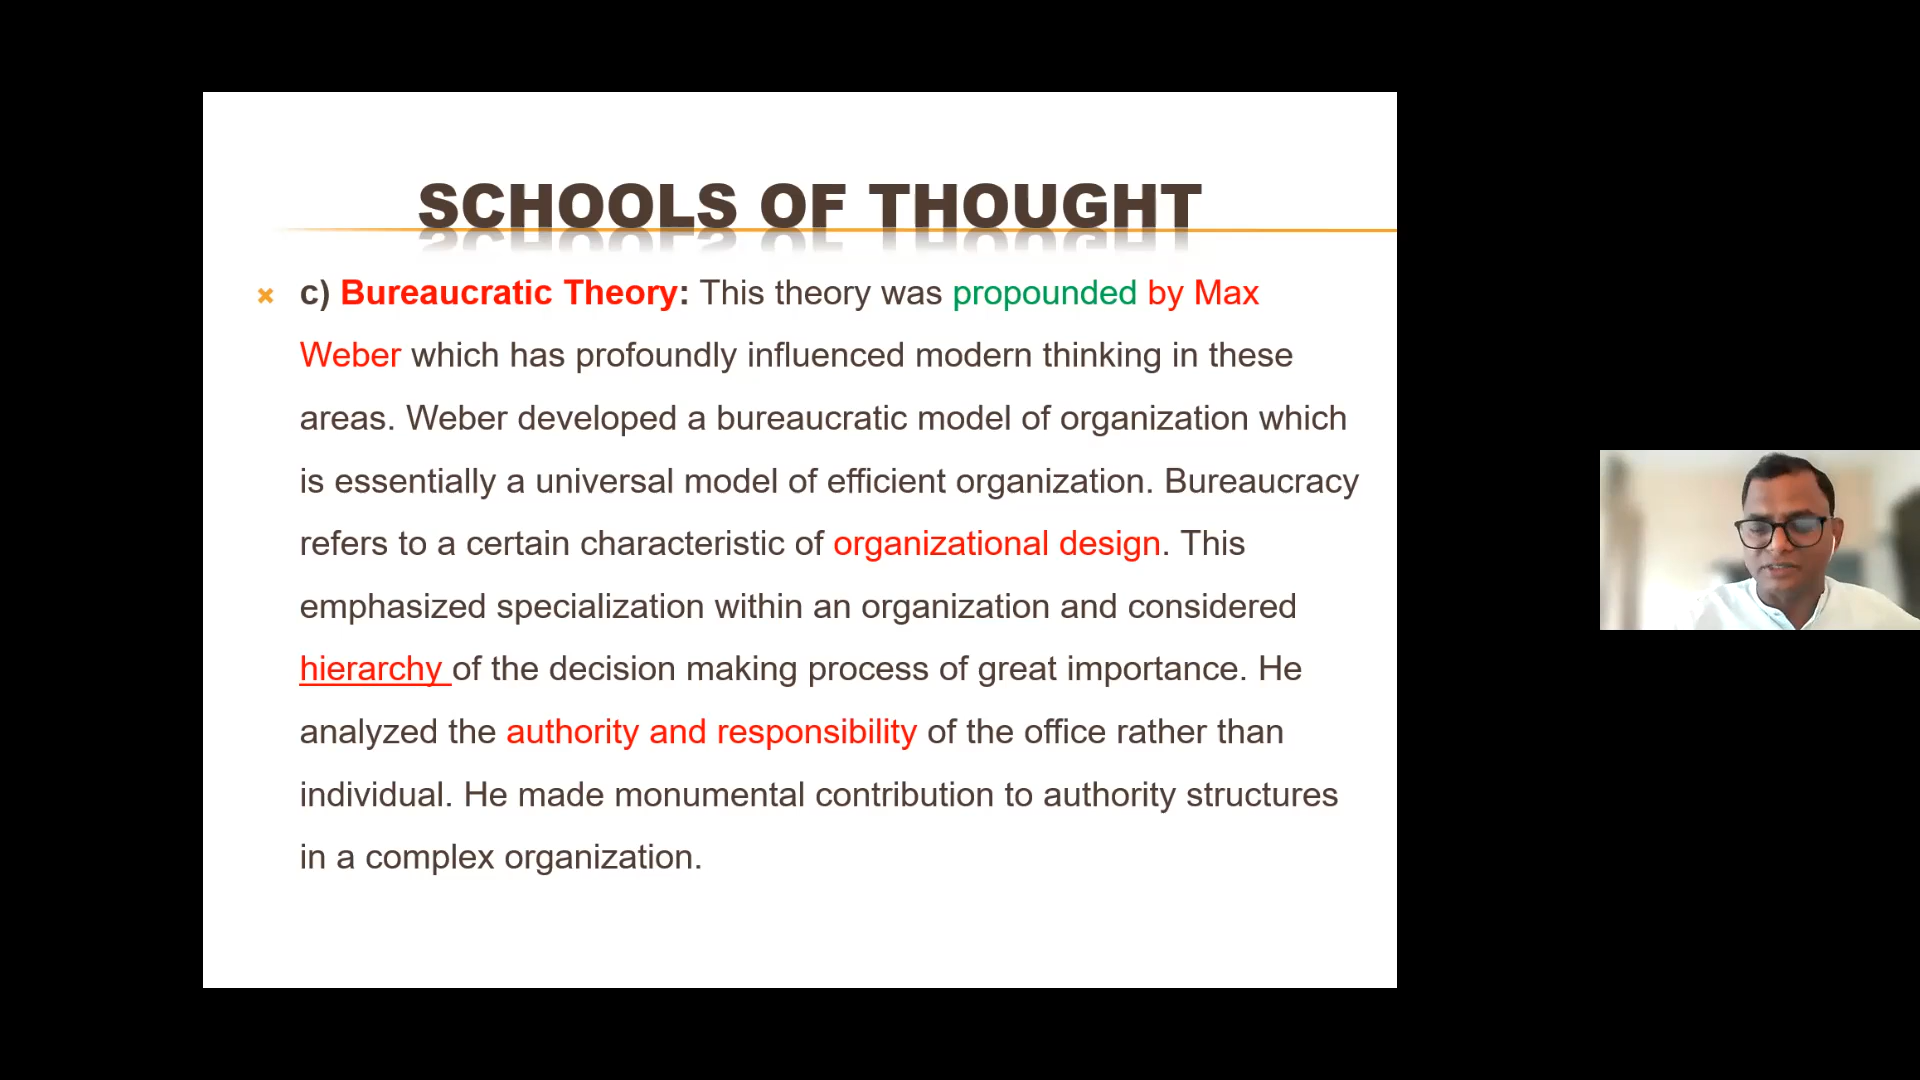 SCHOOLS OF THOUGHT
c) Bureaucratic Theory: This theory was propounded by Max
Weber which has profoundly influenced modern thinking in these
areas. Weber developed a bureaucratic model of organization which
is essentially a universal model of efficient organization. Bureaucracy
refers to a certain characteristic of organizational design. This
emphasized specialization within an organization and considered
hierarchy of the decision making process of great importance. He
analyzed the authority and responsibility of the office rather than
individual. He made monumental contribution to authority structures
in a complex organization.